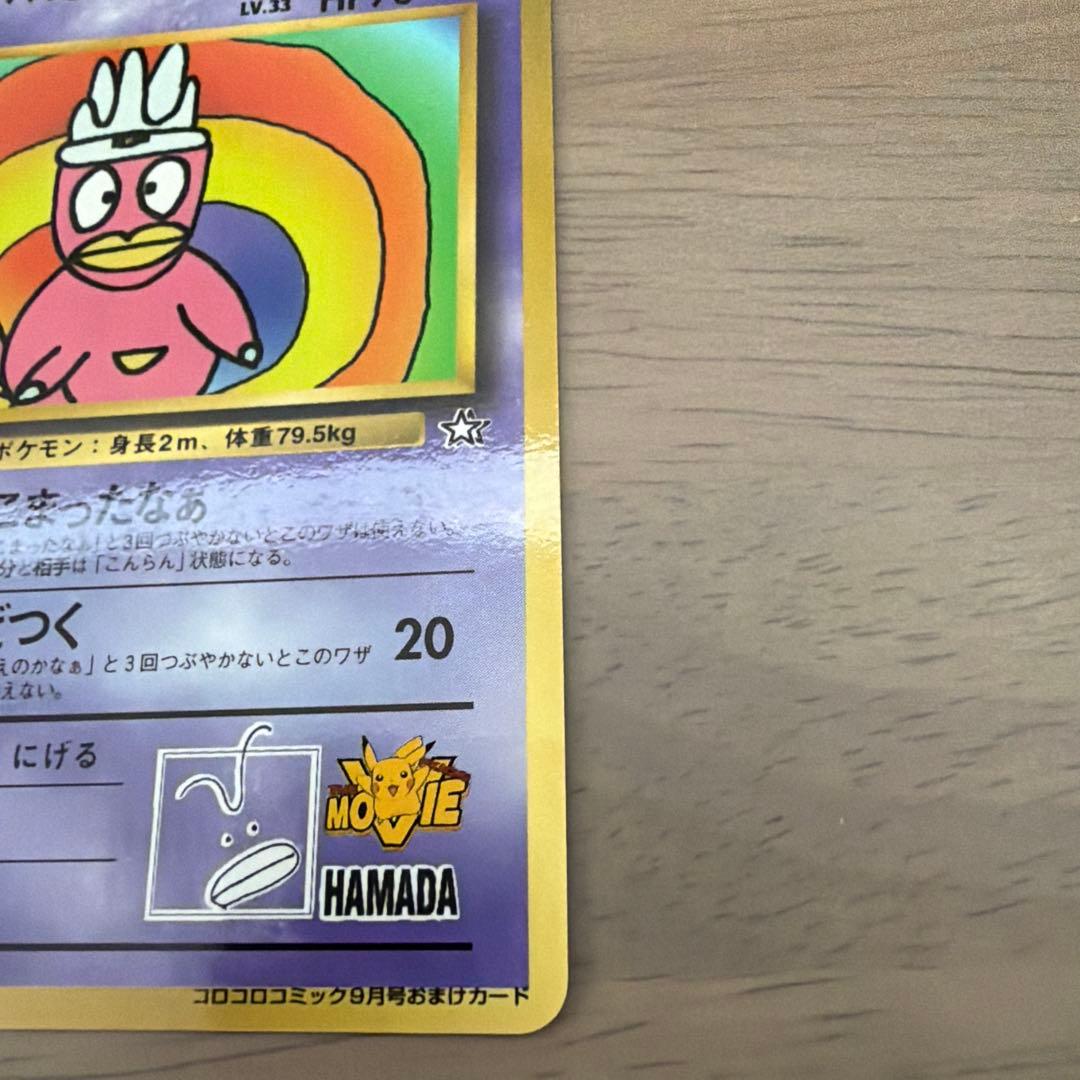 LV.33
ポケモン：身長2m、体重79.5kg
こまったなぁ
こまったなぁ」と3回つぶやかないとこのワザは使えない。
分と相手は「こんらん」状態になる。
つく 20
えのかなぁ」と3回つぶやかないとこのワザ
えない。
にげる
THE MOVIE
HAMADA
コロコロコミック9月号おまけカード